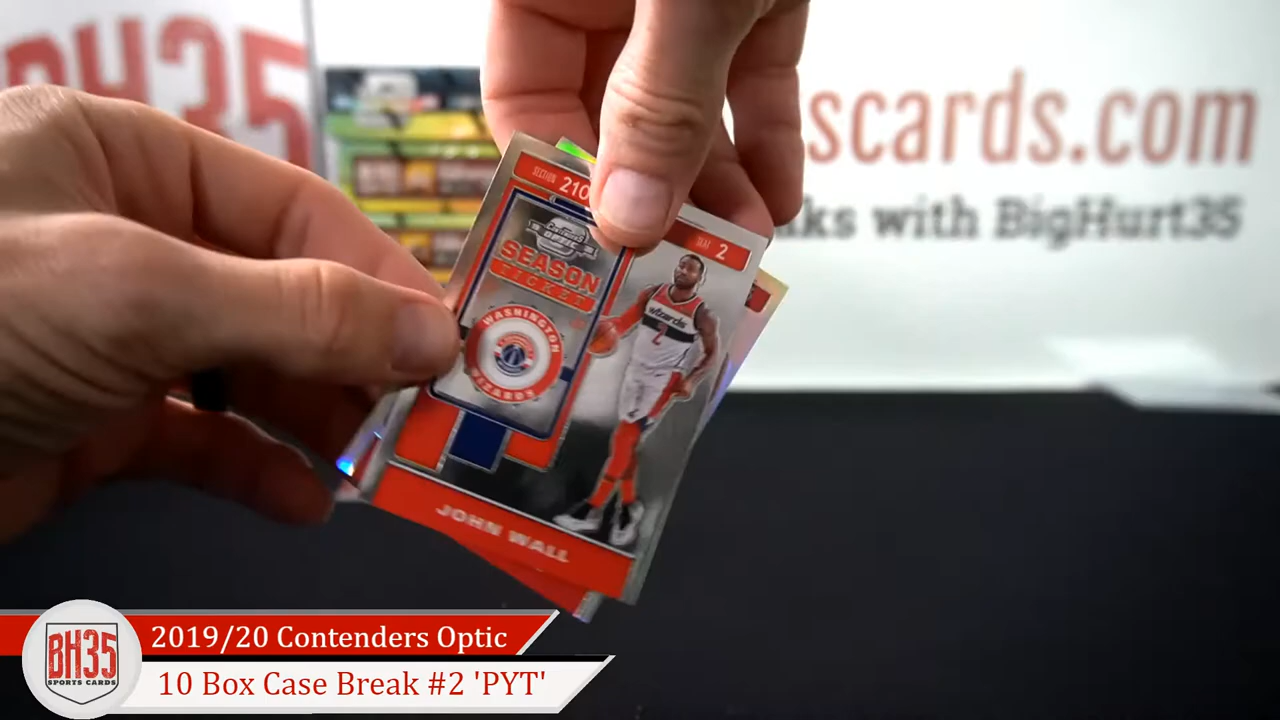 BH35
scards.com
ks with BigHurt35
SECTION 210
SEAT 2
CONTENDERS
OPTIC
SEASON
TICKET
WASHINGTON
WIZARDS
wizards
2
JOHN WALL
BH35
SPORTS CARDS
2019/20 Contenders Optic
10 Box Case Break #2 'PYT'